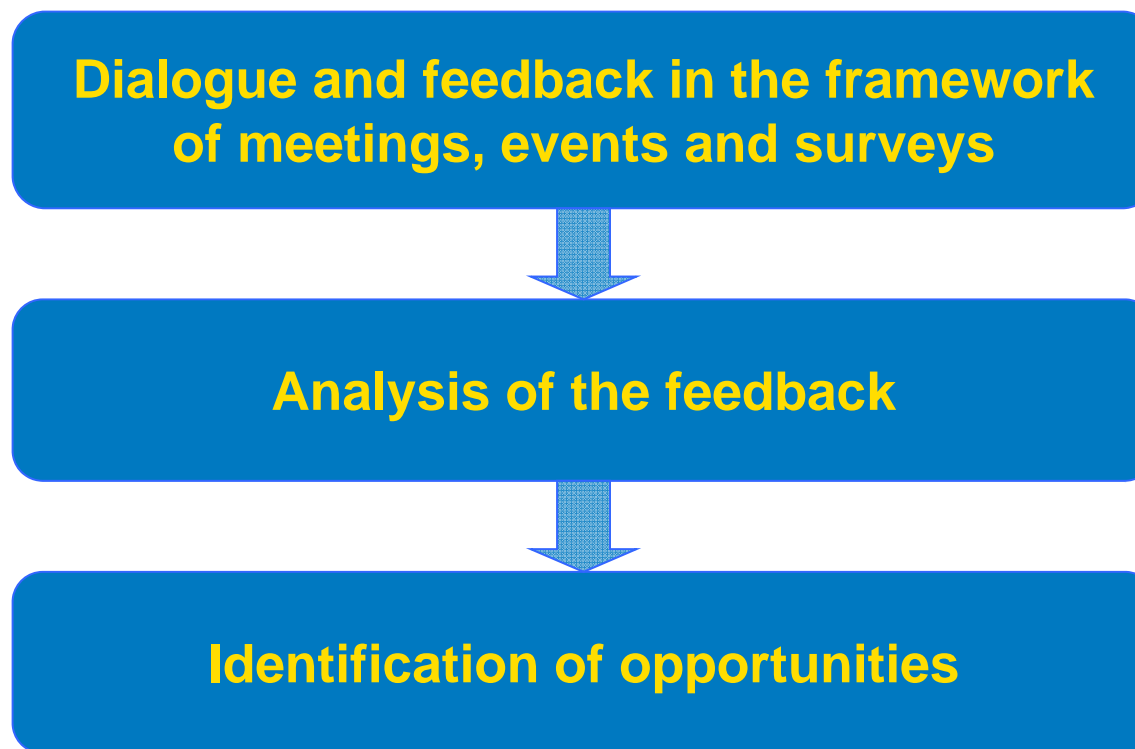 Dialogue and feedback in the framework
of meetings, events and surveys
Analysis of the feedback
Identification of opportunities